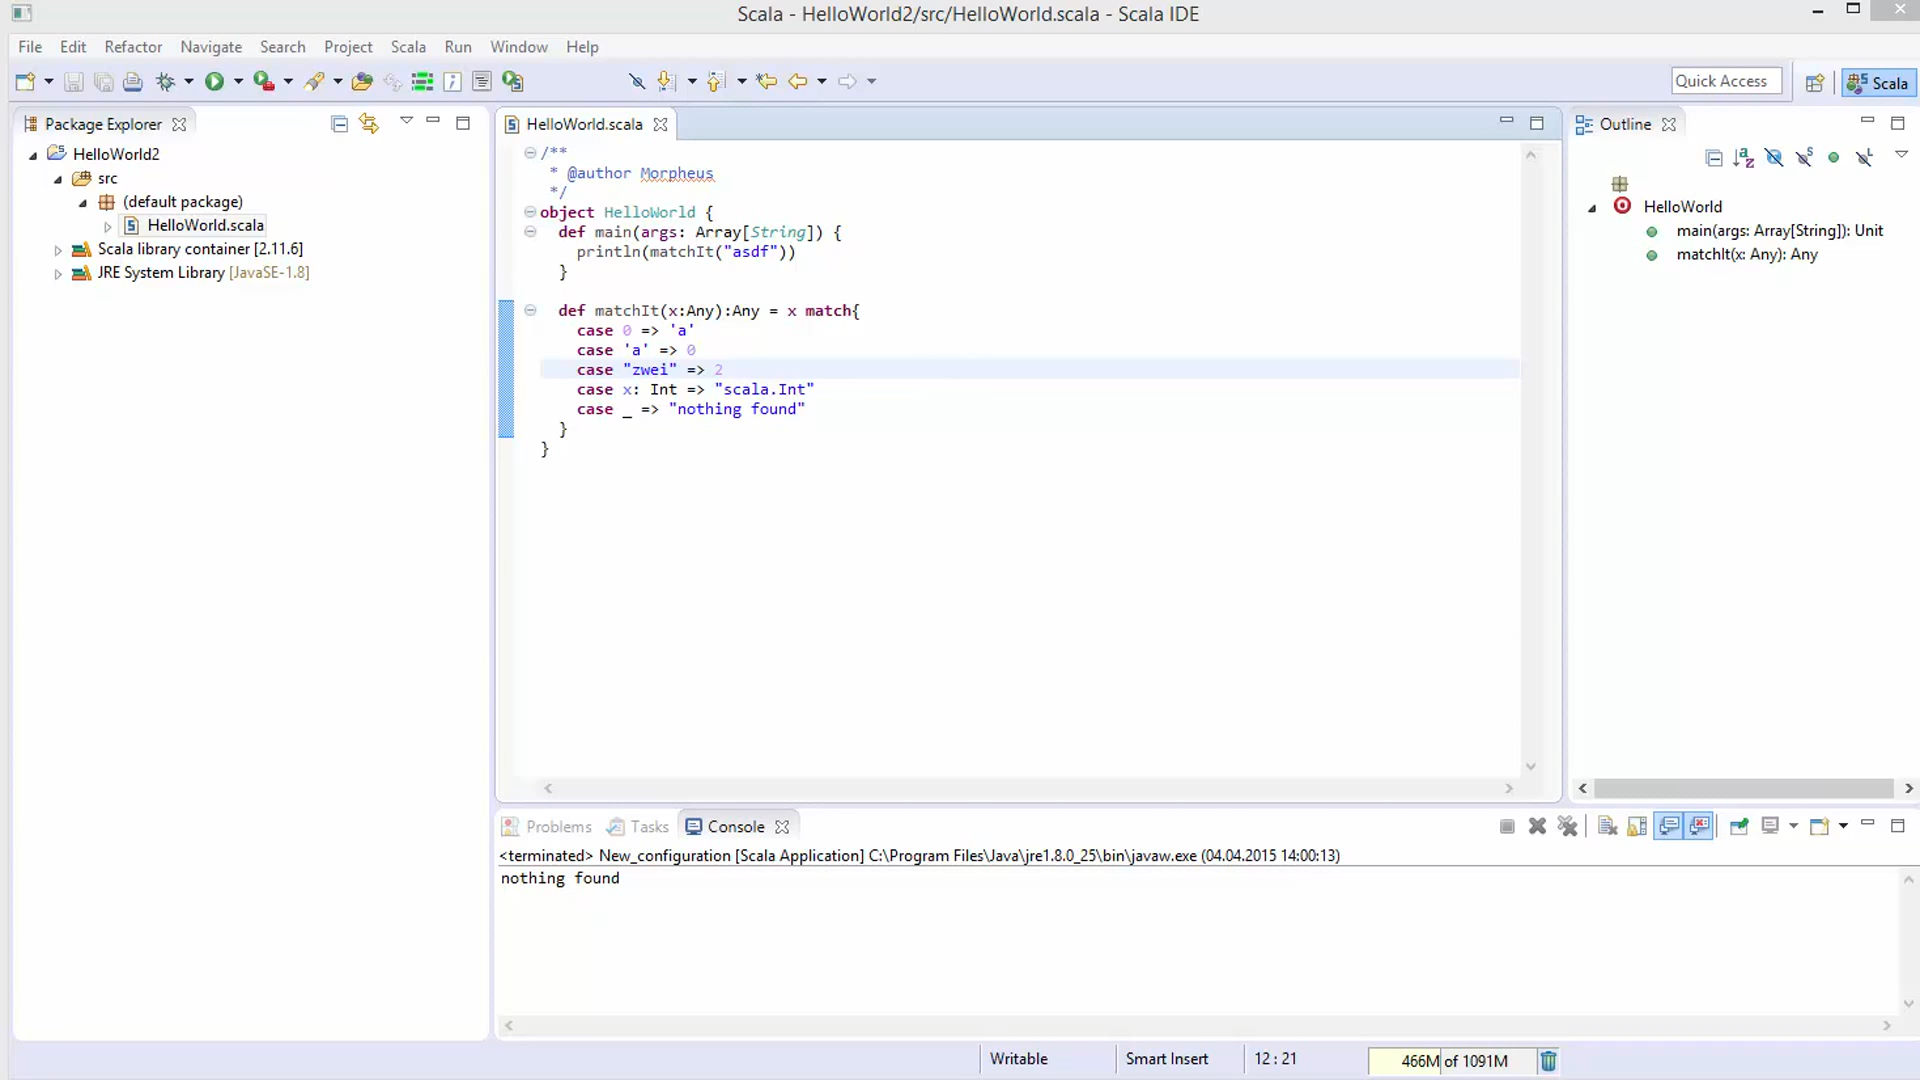 Scala - HelloWorld2/src/HelloWorld.scala - Scala IDE
File Edit Refactor Navigate Search Project Scala Run Window Help
Quick Access
Scala
Package Explorer
HelloWorld2
src
(default package)
HelloWorld.scala
Scala library container [2.11.6]
JRE System Library [JavaSE-1.8]
HelloWorld.scala
/**
 * @author Morpheus
 */
object HelloWorld {
  def main(args: Array[String]) {
    println(matchIt("asdf"))
  }
  def matchIt(x:Any):Any = x match{
    case 0 => 'a'
    case 'a' => 0
    case "zwei" => 2
    case x: Int => "scala.Int"
    case _ => "nothing found"
  }
}
Outline
HelloWorld
main(args: Array[String]): Unit
matchIt(x: Any): Any
Problems Tasks Console
<terminated> New_configuration [Scala Application] C:\Program Files\Java\jre1.8.0_25\bin\javaw.exe (04.04.2015 14:00:13)
nothing found
Writable Smart Insert 12 : 21 466M of 1091M